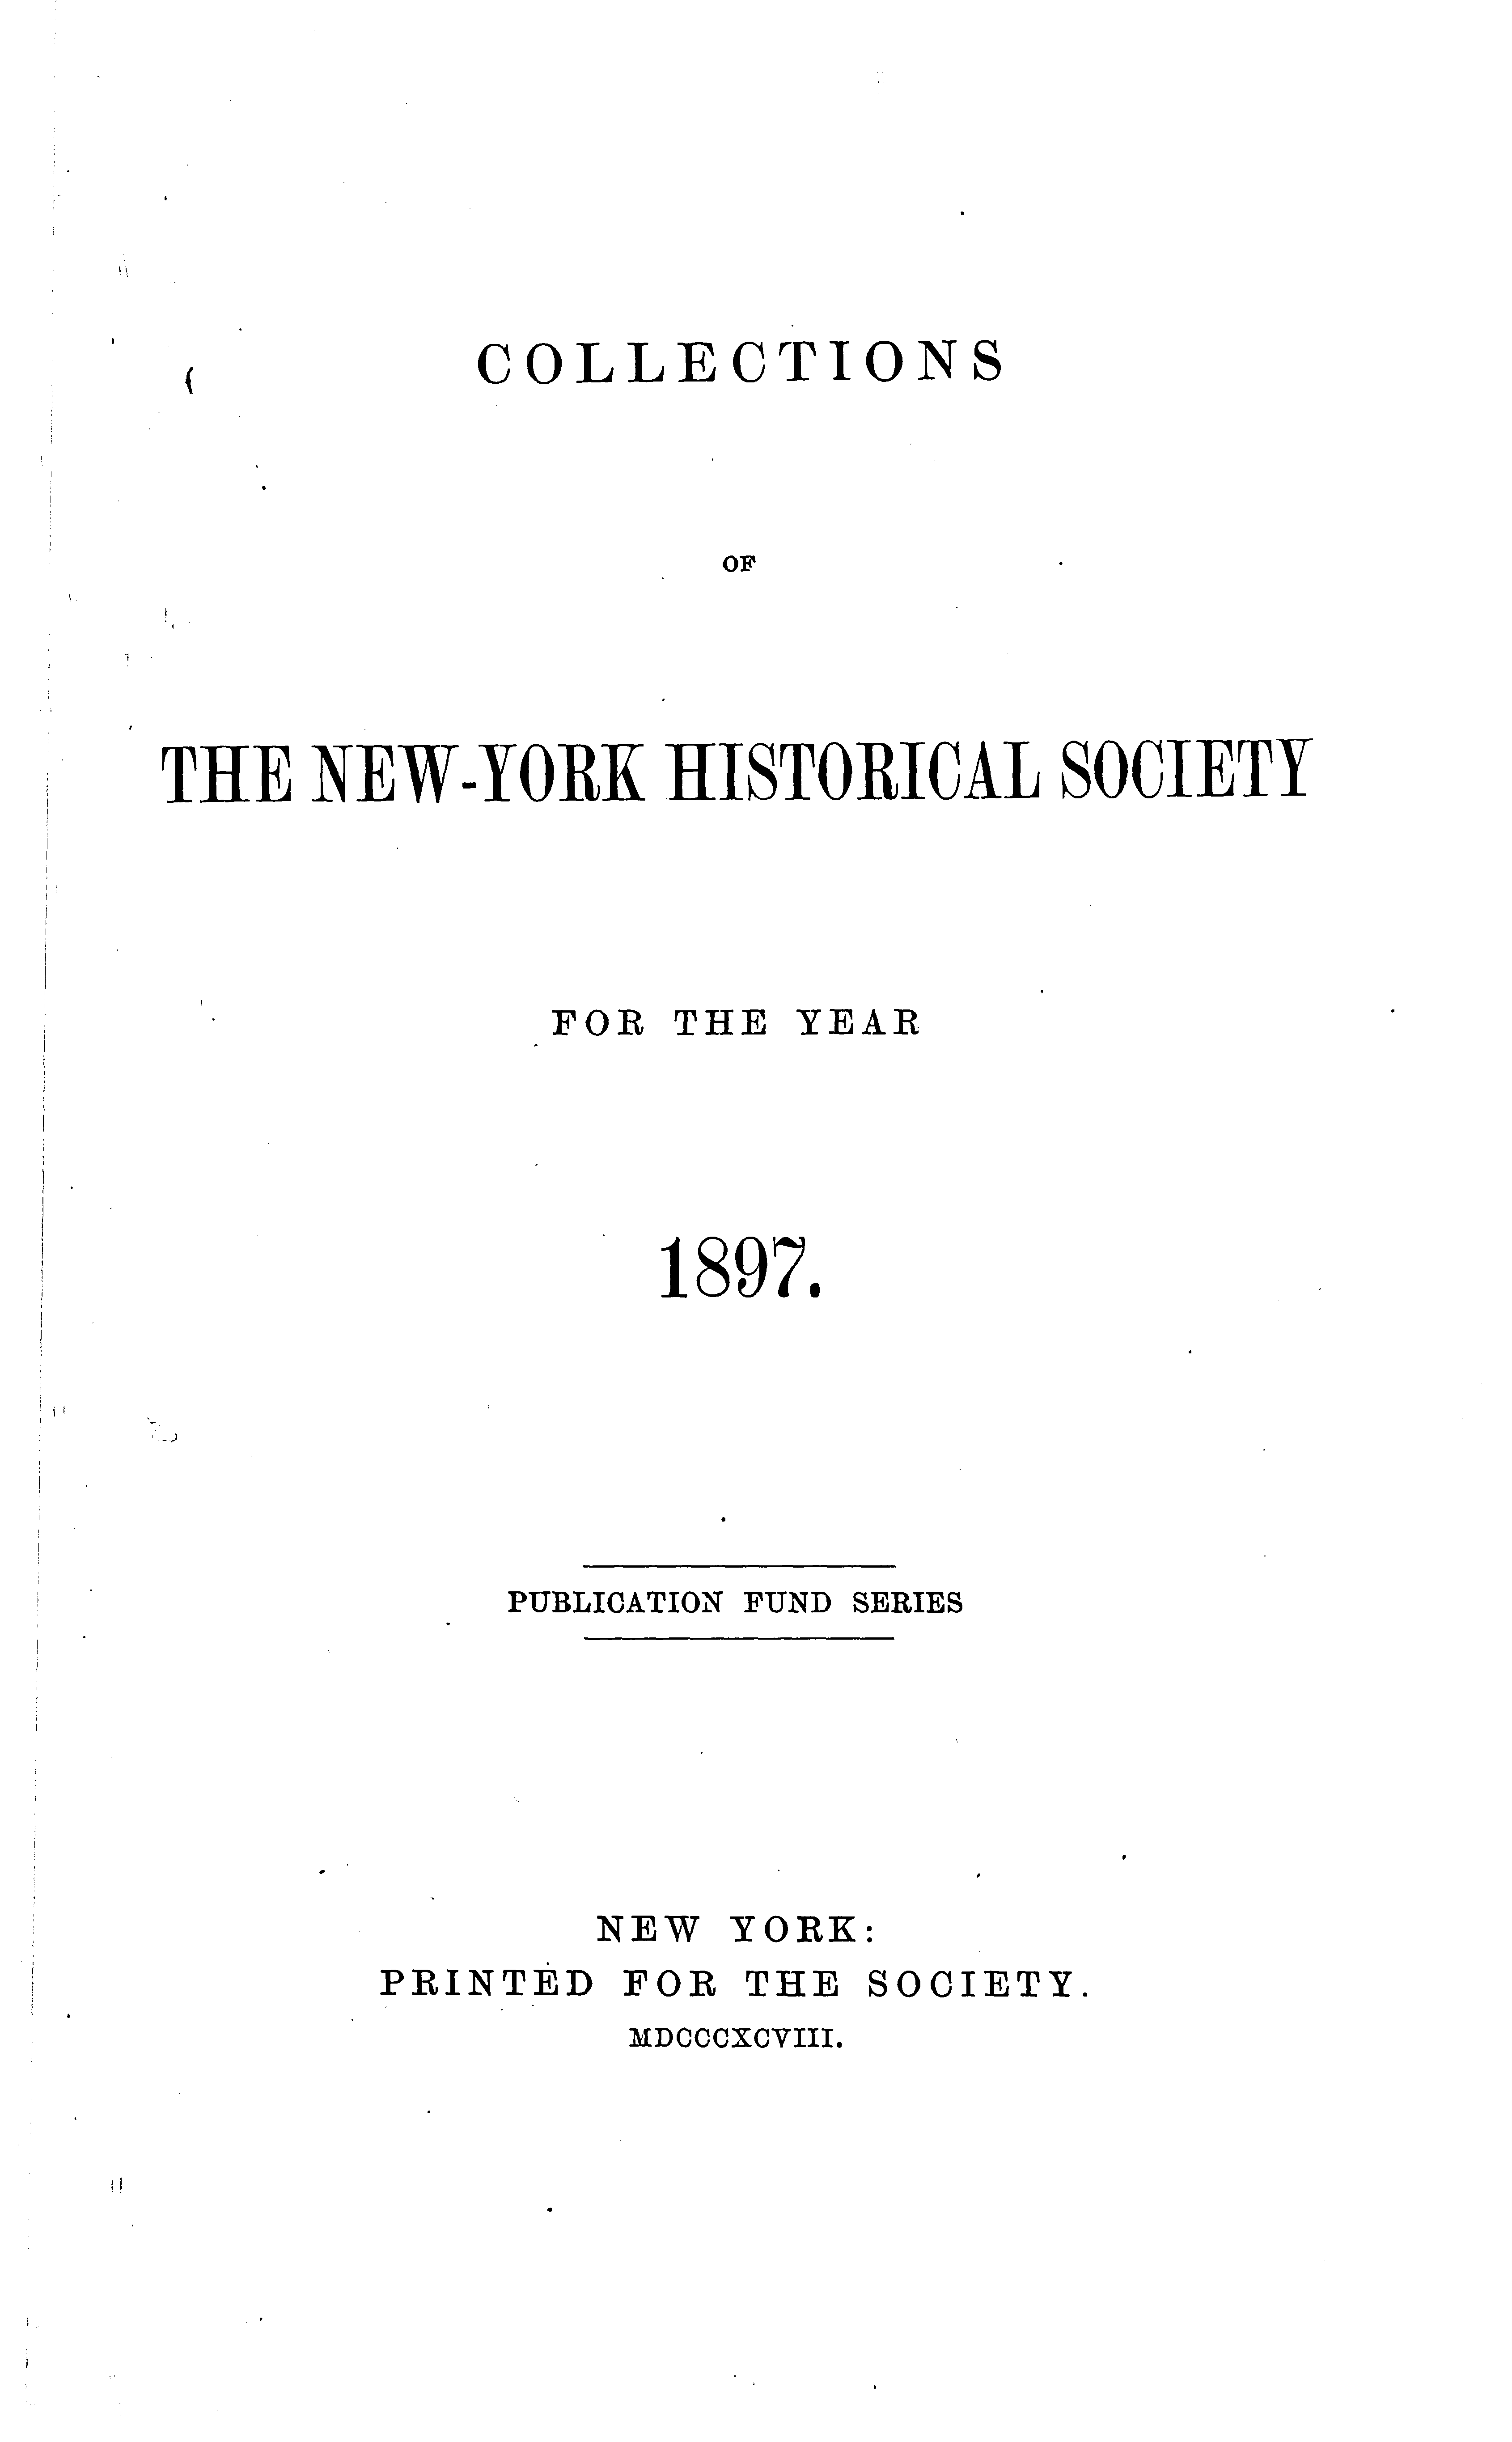 COLLECTIONS
OF
THE NEW-YORK HISTORICAL SOCIETY
FOR THE YEAR
1897.
PUBLICATION FUND SERIES
NEW YORK:
PRINTED FOR THE SOCIETY.
MDCCCXCVIII.